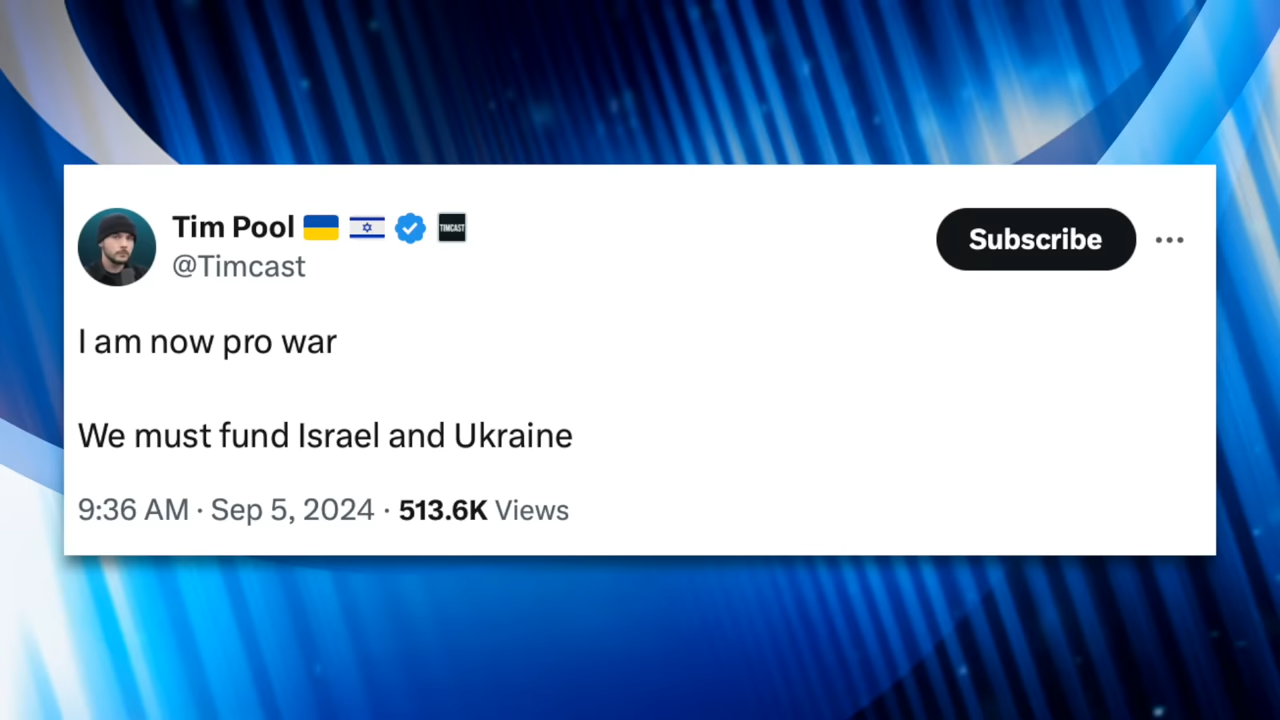 Tim Pool 🇺🇦 🇮🇱 TIMCAST
@Timcast
Subscribe
I am now pro war
We must fund Israel and Ukraine
9:36 AM · Sep 5, 2024 · 513.6K Views